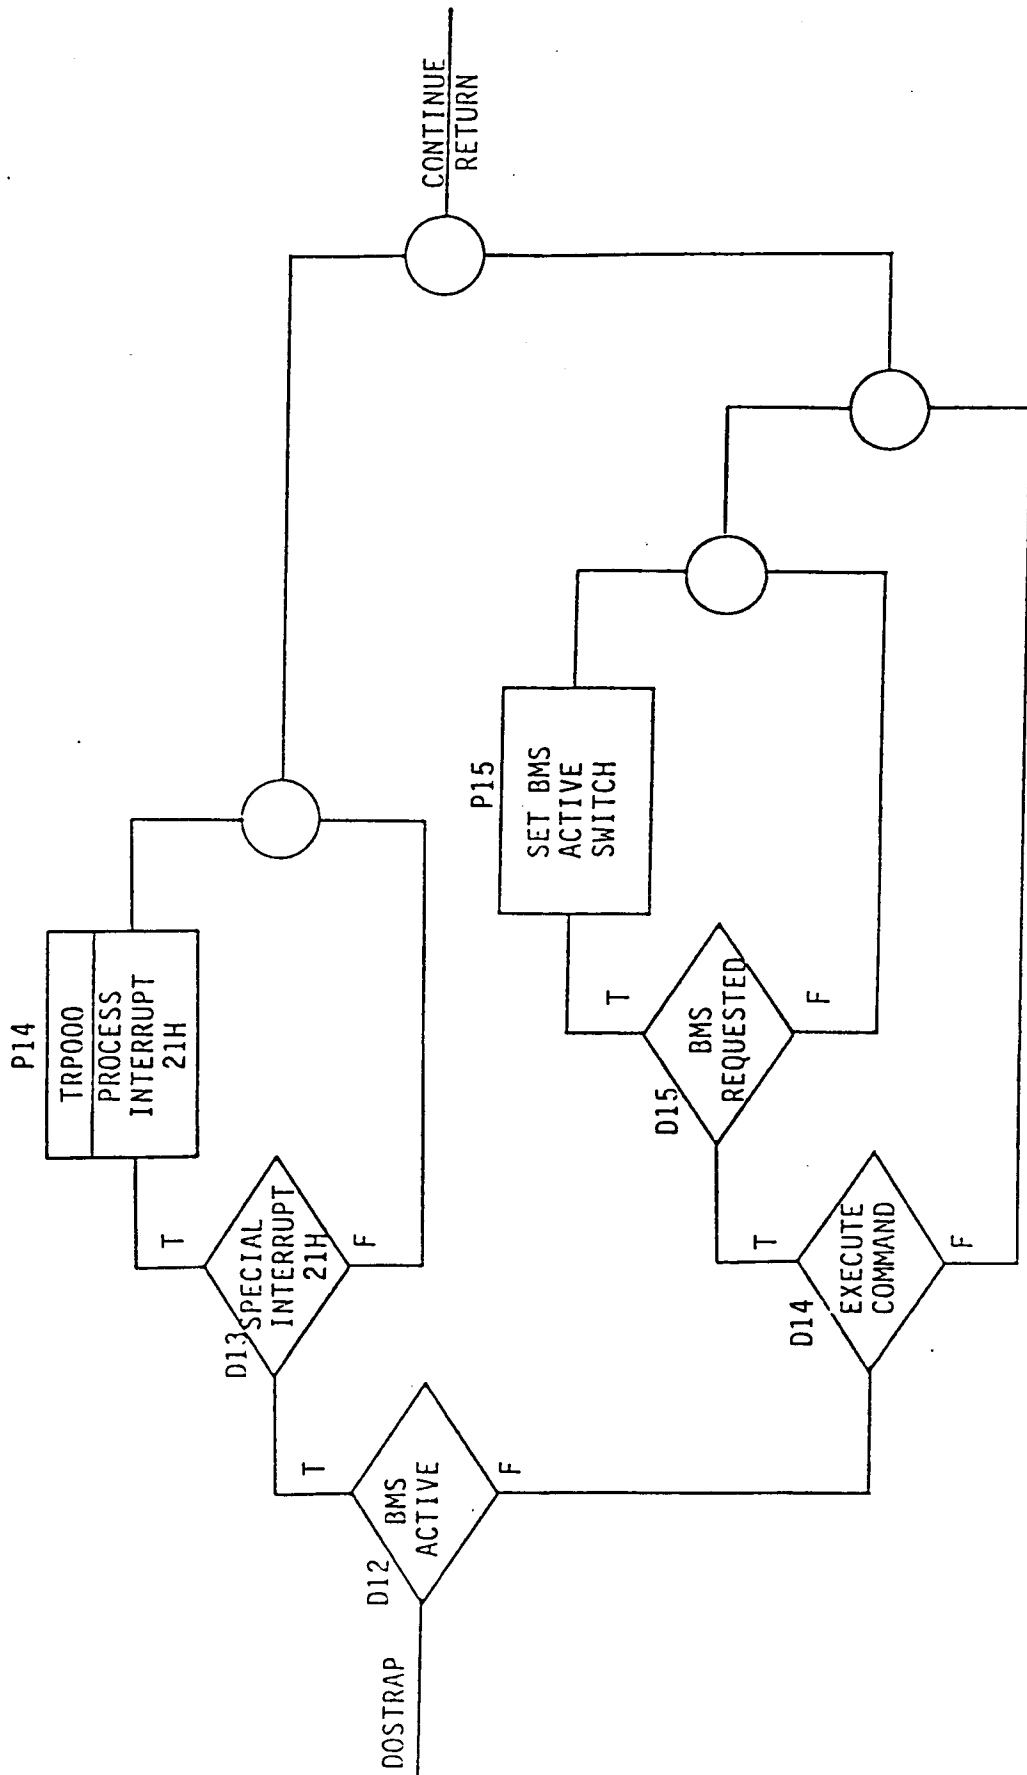 DOSTRAP
D12
BMS
ACTIVE
T
F
D13
SPECIAL
INTERRUPT
21H
T
F
P14
TRP000
PROCESS
INTERRUPT
21H
D14
EXECUTE
COMMAND
T
F
D15
BMS
REQUESTED
T
F
P15
SET BMS
ACTIVE
SWITCH
CONTINUE
RETURN